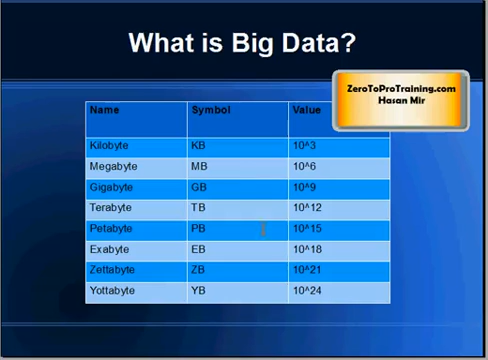 What is Big Data?
ZeroToProTraining.com
Hasan Mir
Name Symbol Value
Kilobyte KB 10^3
Megabyte MB 10^6
Gigabyte GB 10^9
Terabyte TB 10^12
Petabyte PB 10^15
Exabyte EB 10^18
Zettabyte ZB 10^21
Yottabyte YB 10^24